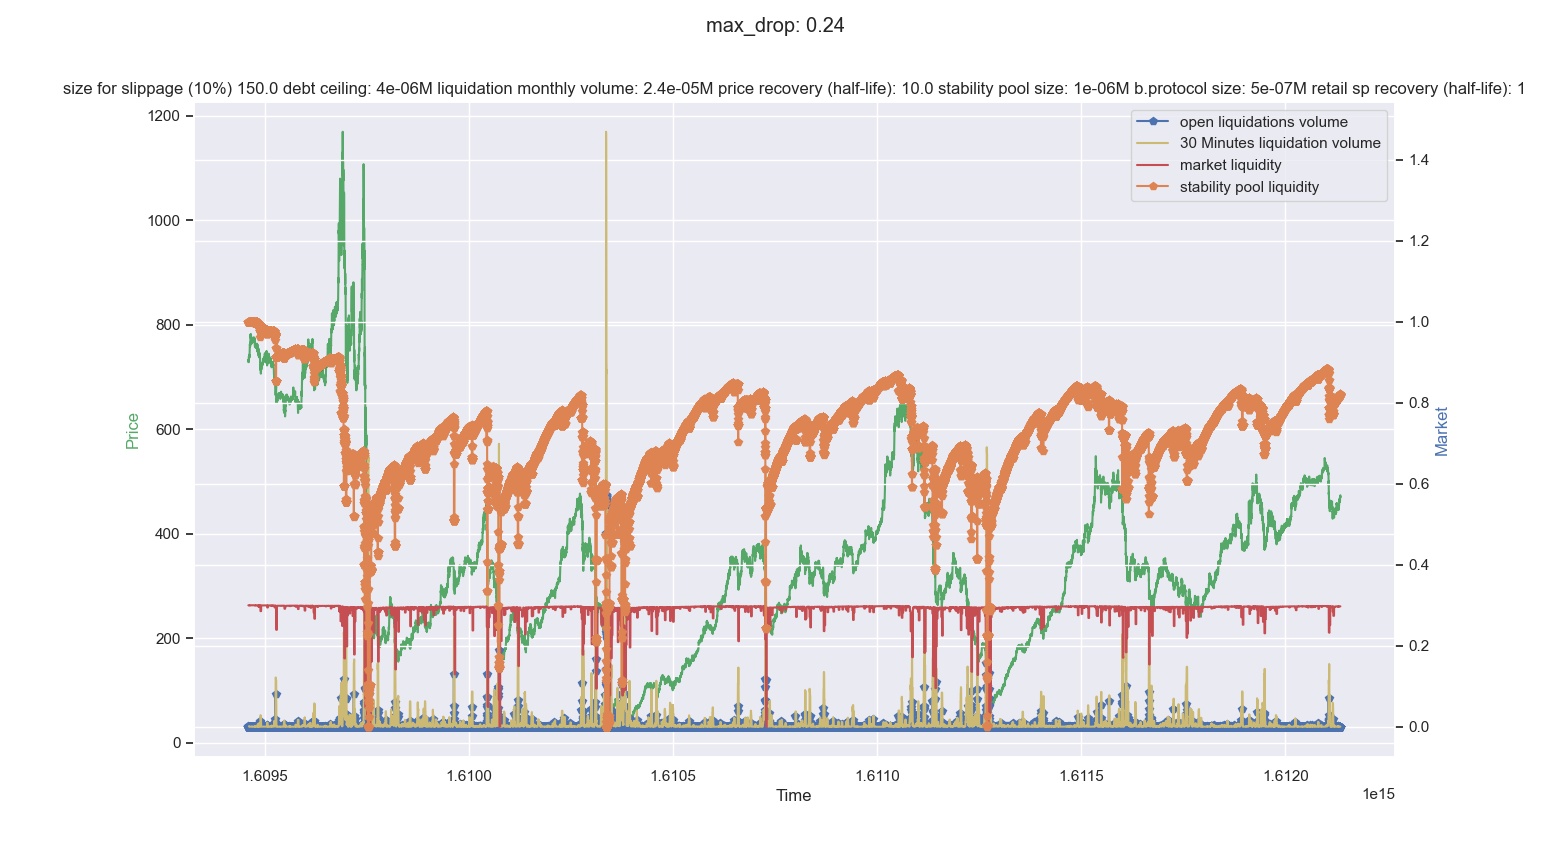 max_drop: 0.24
size for slippage (10%) 150.0 debt ceiling: 4e-06M liquidation monthly volume: 2.4e-05M price recovery (half-life): 10.0 stability pool size: 1e-06M b.protocol size: 5e-07M retail sp recovery (half-life): 1
open liquidations volume
30 Minutes liquidation volume
market liquidity
stability pool liquidity
1200
1000
800
600
400
200
0
Price
1.4
1.2
1.0
0.8
0.6
0.4
0.2
0.0
Market
1.6095 1.6100 1.6105 1.6110 1.6115 1.6120
Time
1e15